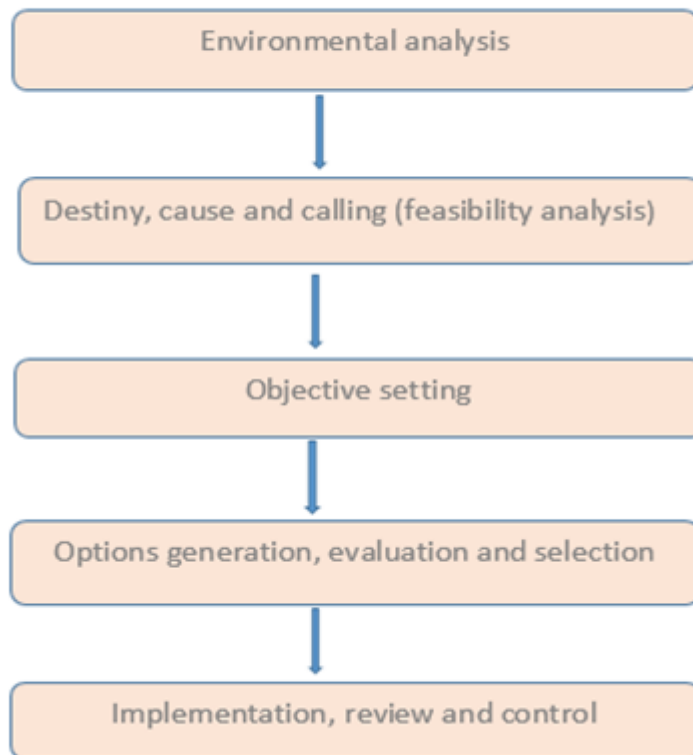 Environmental analysis
Destiny, cause and calling (feasibility analysis)
Objective setting
Options generation, evaluation and selection
Implementation, review and control